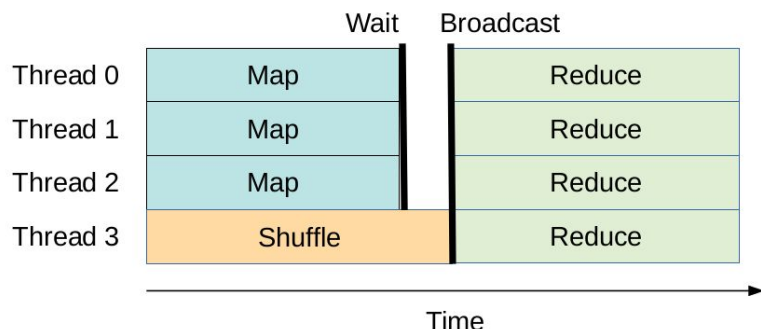 Wait Broadcast
Thread 0 Map Reduce
Thread 1 Map Reduce
Thread 2 Map Reduce
Thread 3 Shuffle Reduce
Time